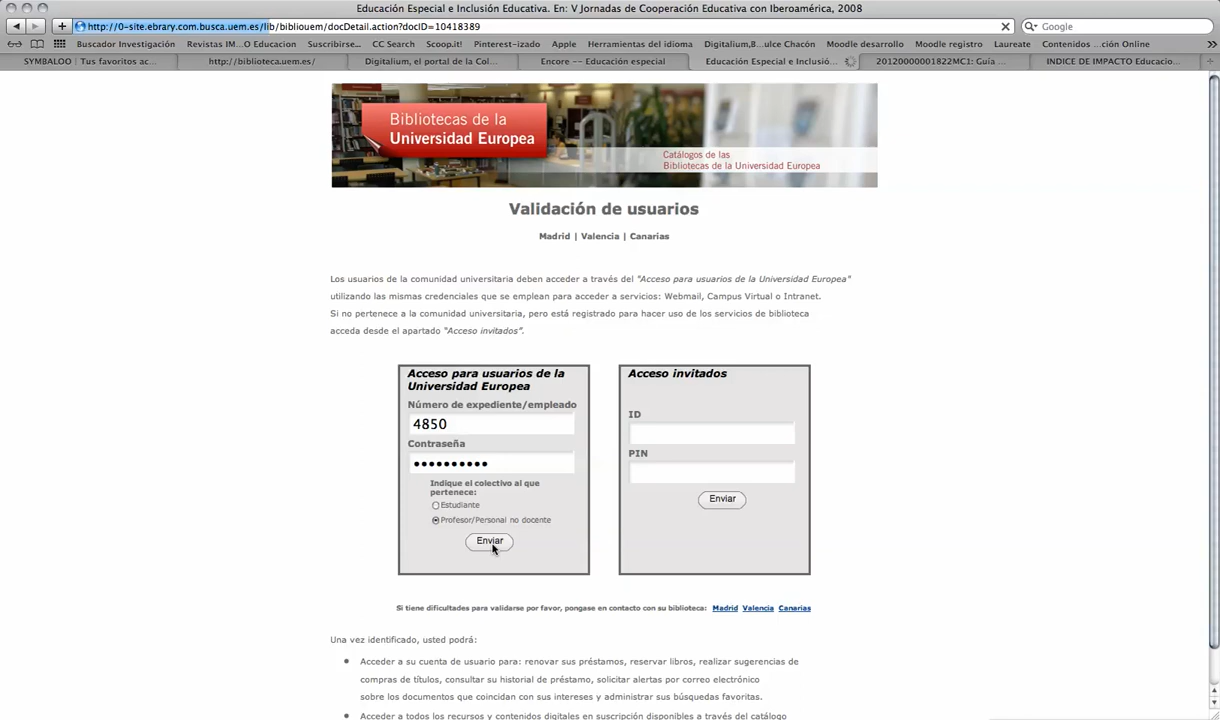 Educación Especial e Inclusión Educativa. En: V Jornadas de Cooperación Educativa con Iberoamérica, 2008
http://0-site.ebrary.com.busca.uem.es/lib/bibliouem/docDetail.action?docID=10418389
Google
Buscador Investigación Revistas IM...O Educacion Suscribirse... CC Search Scoop.it! Pinterest-izado Apple Herramientas del idioma Digitalium,B...ulce Chacón Moodle desarrollo Moodle registro Laureate Contenidos ...ción Online
SYMBALOO | Tus favoritos ac... http://biblioteca.uem.es/ Digitalium, el portal de la Col... Encore -- Educación especial Educación Especial e Inclusió... 20120000001822MC1: Guía ... INDICE DE IMPACTO Educacio...
Bibliotecas de la
Universidad Europea
Catálogos de las
Bibliotecas de la Universidad Europea
Validación de usuarios
Madrid | Valencia | Canarias
Los usuarios de la comunidad universitaria deben acceder a través del "Acceso para usuarios de la Universidad Europea"
utilizando las mismas credenciales que se emplean para acceder a servicios: Webmail, Campus Virtual o Intranet.
Si no pertenece a la comunidad universitaria, pero está registrado para hacer uso de los servicios de biblioteca
acceda desde el apartado "Acceso invitados".
Acceso para usuarios de la
Universidad Europea
Número de expediente/empleado
4850
Contraseña
••••••••••
Indique el colectivo al que
pertenece:
Estudiante
Profesor/Personal no docente
Enviar
Acceso invitados
ID
PIN
Enviar
Si tiene dificultades para validarse por favor, pongase en contacto con su biblioteca: Madrid Valencia Canarias
Una vez identificado, usted podrá:
• Acceder a su cuenta de usuario para: renovar sus préstamos, reservar libros, realizar sugerencias de
compras de títulos, consultar su historial de préstamo, solicitar alertas por correo electrónico
sobre los documentos que coincidan con sus intereses y administrar sus búsquedas favoritas.
• Acceder a todos los recursos y contenidos digitales en suscripción disponibles a través del catálogo